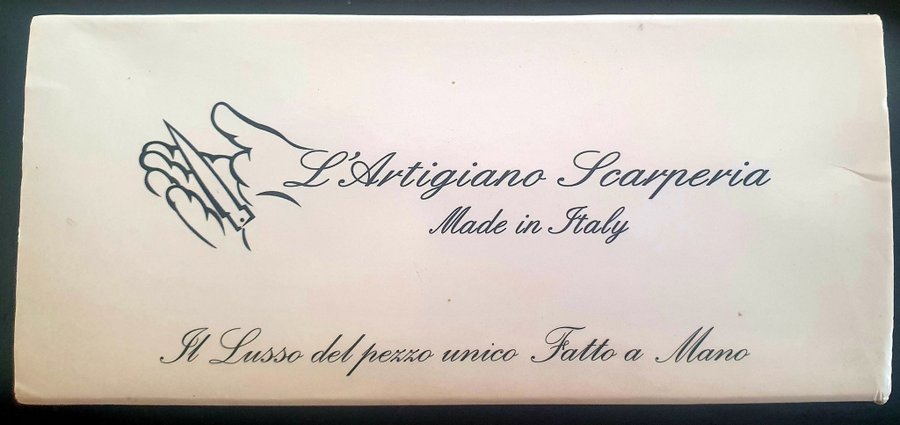 L'Artigiano Scarperia
Made in Italy
Il Lusso del pezzo unico Fatto a Mano